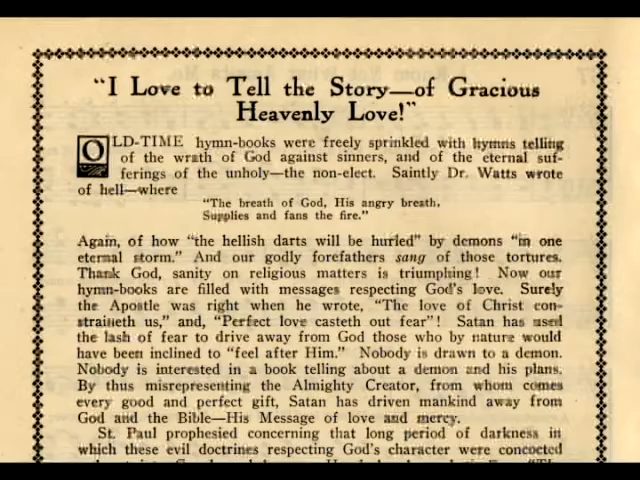 "I Love to Tell the Story—of Gracious
Heavenly Love!"
OLD-TIME hymn-books were freely sprinkled with hymns telling
of the wrath of God against sinners, and of the eternal suf-
ferings of the unholy—the non-elect. Saintly Dr. Watts wrote
of hell—where
"The breath of God, His angry breath,
Supplies and fans the fire."
Again, of how "the hellish darts will be hurled" by demons "in one
eternal storm." And our godly forefathers sang of those tortures.
Thank God, sanity on religious matters is triumphing! Now our
hymn-books are filled with messages respecting God's love. Surely
the Apostle was right when he wrote, "The love of Christ con-
straineth us," and, "Perfect love casteth out fear"! Satan has used
the lash of fear to drive away from God those who by nature would
have been inclined to "feel after Him." Nobody is drawn to a demon.
Nobody is interested in a book telling about a demon and his plans.
By thus misrepresenting the Almighty Creator, from whom comes
every good and perfect gift, Satan has driven mankind away from
God and the Bible—His Message of love and mercy.
St. Paul prophesied concerning that long period of darkness in
which these evil doctrines respecting God's character were concocted